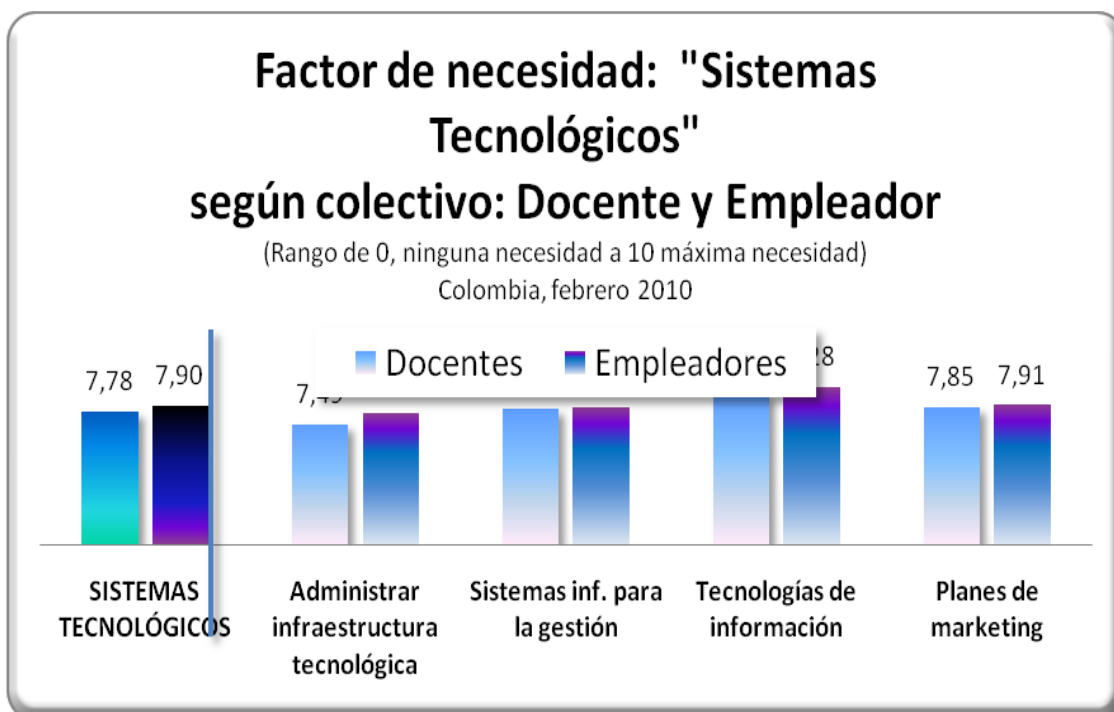 Factor de necesidad: "Sistemas
Tecnológicos"
según colectivo: Docente y Empleador
(Rango de 0, ninguna necesidad a 10 máxima necesidad)
Colombia, febrero 2010
Docentes Empleadores
7,78 7,90 7,85 7,91
SISTEMAS
TECNOLÓGICOS
Administrar
infraestructura
tecnológica
Sistemas inf. para
la gestión
Tecnologías de
información
Planes de
marketing